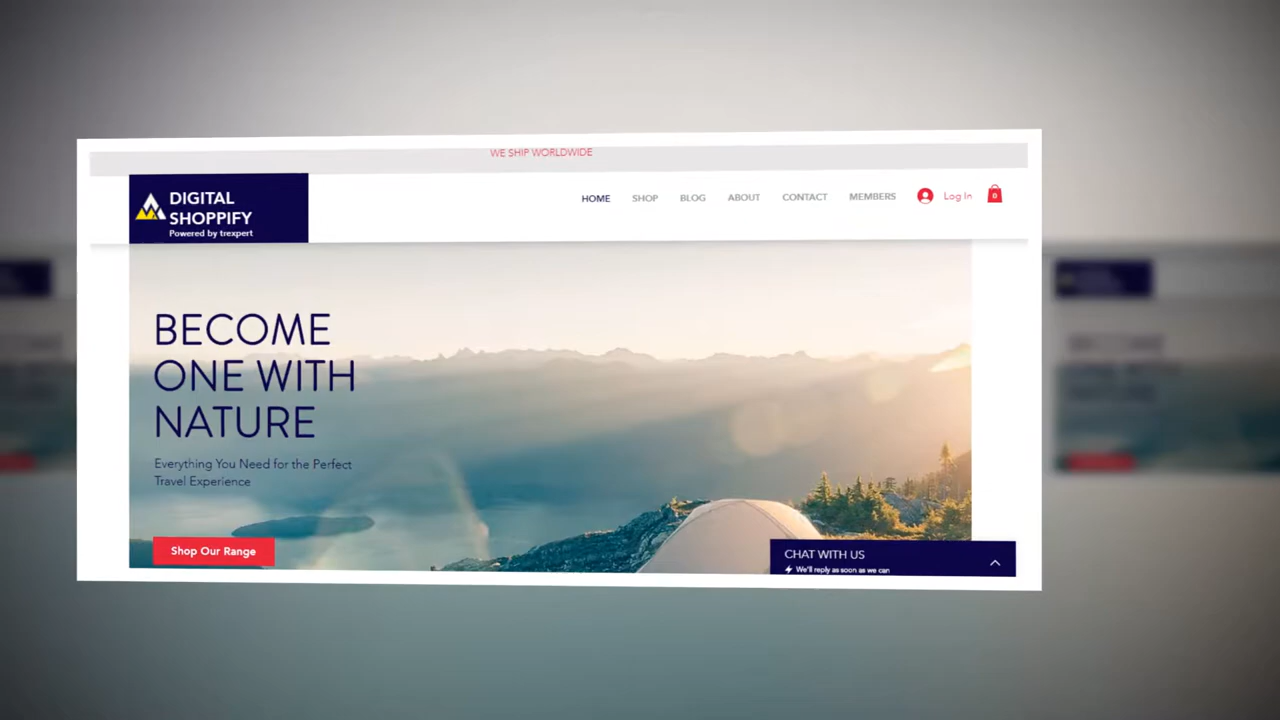 WE SHIP WORLDWIDE
DIGITAL
SHOPPIFY
Powered by trexpert
HOME SHOP BLOG ABOUT CONTACT MEMBERS Log In 0
BECOME
ONE WITH
NATURE
Everything You Need for the Perfect
Travel Experience
Shop Our Range
CHAT WITH US
We'll reply as soon as we can